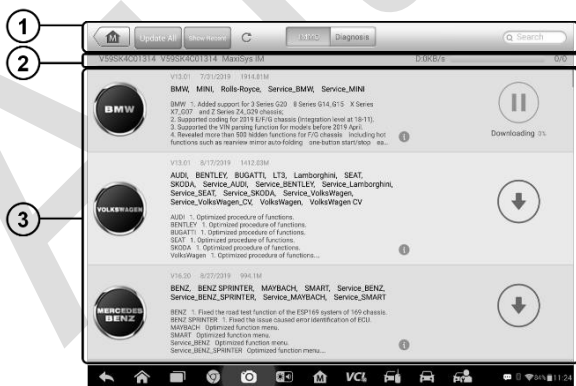 1
Update All
Show Recent
IMMO
Diagnosis
Search
2
V59SK4C01314 V59SK4C01314 MaxiSys IM
D:0KB/s
0/0
3
BMW
V13.01 7/31/2019 1914.81M
BMW, MINI, Rolls-Royce, Service_BMW, Service_MINI
BMW 1. Added support for 3 Series G20 8 Series G14,G15 X Series
X7_G07 and Z Series Z4_G29 chassis;
2. Supported coding for 2019 E/F/G chassis (integration level at 18-11).
3. Supported the VIN parsing function for models before 2019 April.
4. Revealed more than 500 hidden functions for F/G chassis including hot
functions such as rearview mirror auto-folding one-button start/stop ea...
Downloading 0%
VOLKSWAGEN
V13.01 8/17/2019 1412.03M
AUDI, BENTLEY, BUGATTI, LT3, Lamborghini, SEAT,
SKODA, Service_AUDI, Service_BENTLEY, Service_Lamborghini,
Service_SEAT, Service_SKODA, Service_VolksWagen,
Service_VolksWagen_CV, VolksWagen, VolksWagen CV
AUDI 1. Optimized procedure of functions.
BENTLEY 1. Optimized procedure of functions.
BUGATTI 1. Optimized procedure of functions.
SEAT 1. Optimized procedure of functions.
SKODA 1. Optimized procedure of functions.
VolksWagen 1. Optimized procedure of functions...
MERCEDES
BENZ
V16.20 8/27/2019 994.1M
BENZ, BENZ SPRINTER, MAYBACH, SMART, Service_BENZ,
Service_BENZ_SPRINTER, Service_MAYBACH, Service_SMART
BENZ 1. Fixed the road test function of the ESP169 system of 169 chassis.
BENZ SPRINTER 1. Fixed the issue caused error identification of ECU.
MAYBACH Optimized function menu.
SMART Optimized function menu.
Service_BENZ Optimized function menu.
Service_BENZ_SPRINTER Optimized function menu...
VCI
11:24